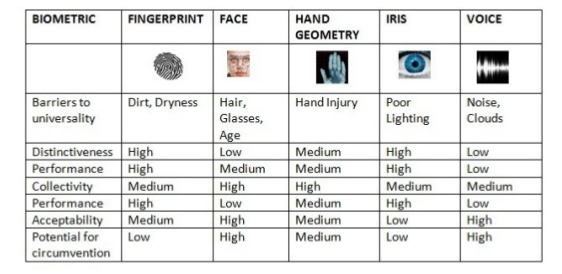 BIOMETRIC FINGERPRINT FACE HAND GEOMETRY IRIS VOICE
Barriers to universality Dirt, Dryness Hair, Glasses, Age Hand Injury Poor Lighting Noise, Clouds
Distinctiveness High Low Medium High Low
Performance High Medium Medium High Low
Collectivity Medium High High Medium Medium
Performance High Low Medium High Low
Acceptability Medium High Medium Low High
Potential for circumvention Low High Medium Low High